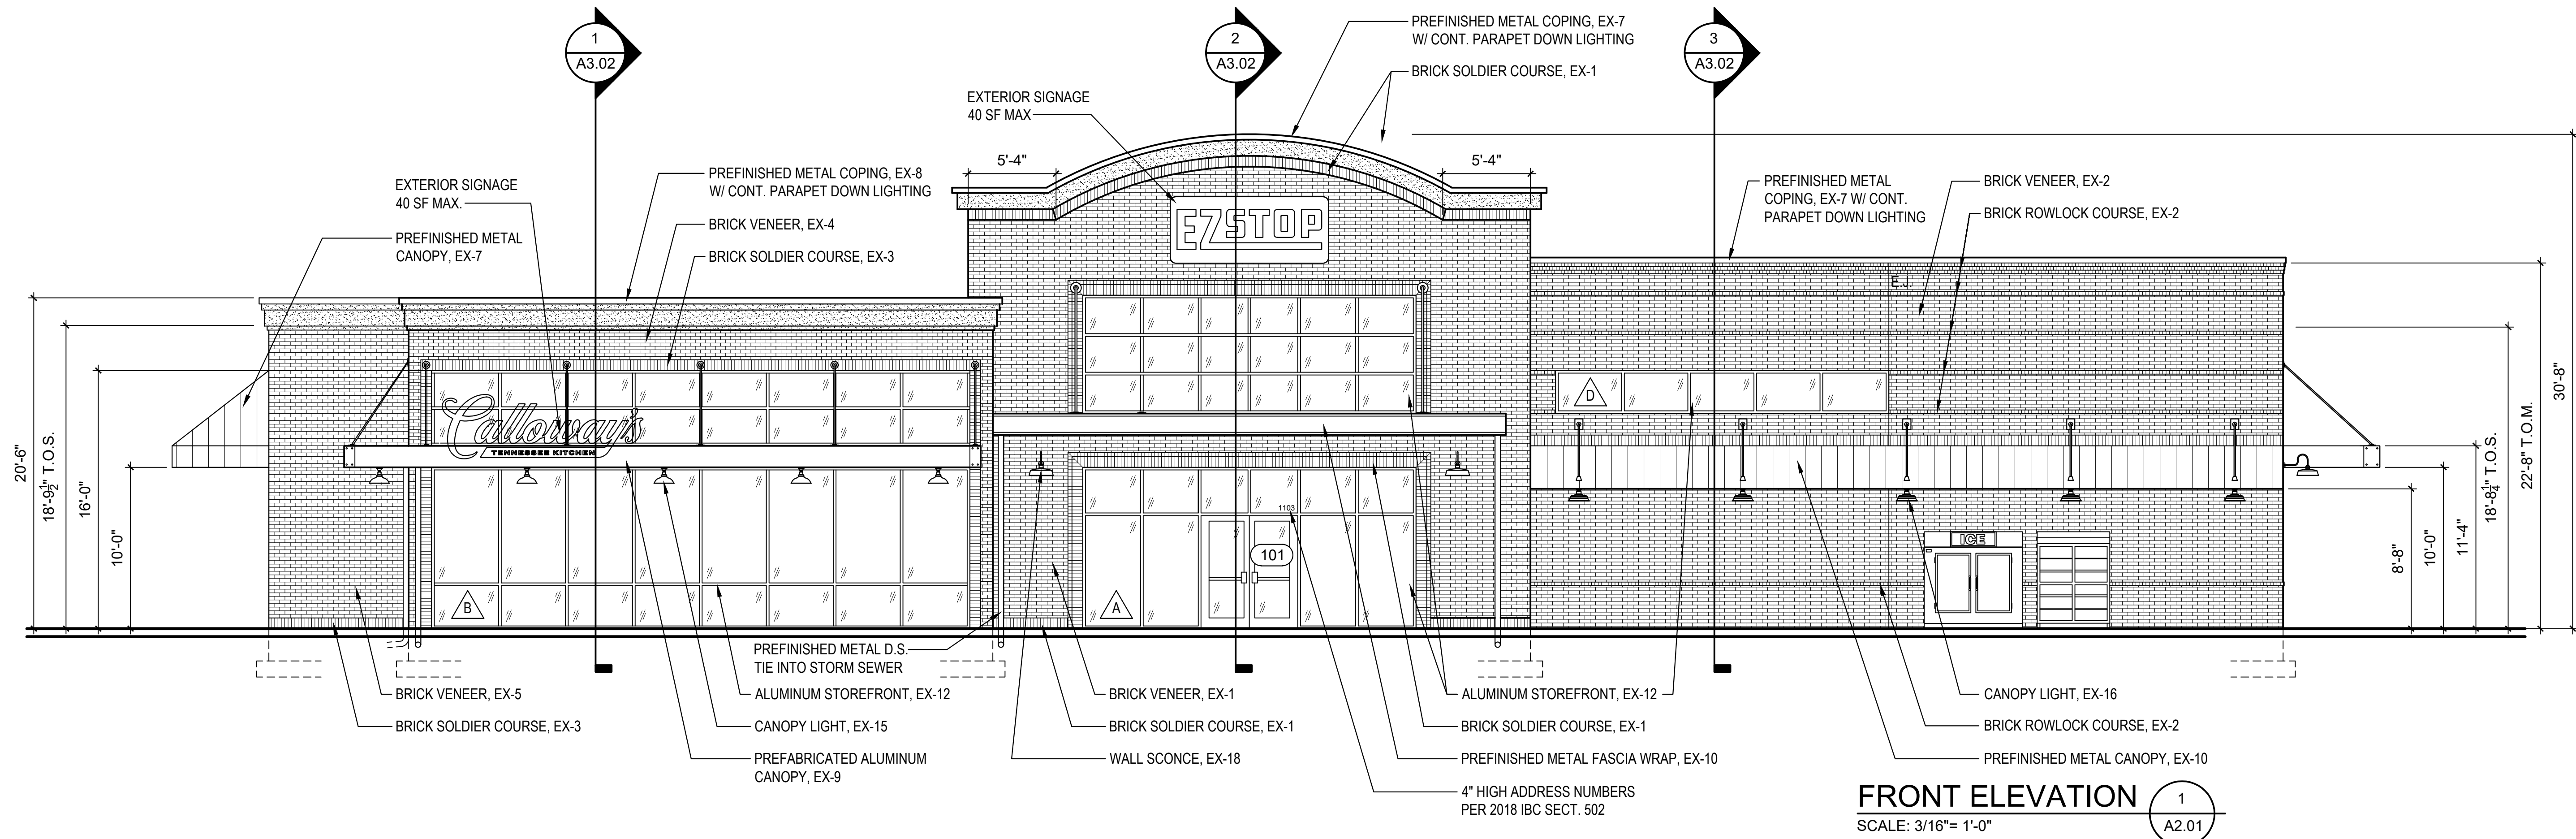 1
A3.02
2
A3.02
3
A3.02
PREFINISHED METAL COPING, EX-7
W/ CONT. PARAPET DOWN LIGHTING
BRICK SOLDIER COURSE, EX-1
EXTERIOR SIGNAGE
40 SF MAX
5'-4"
5'-4"
EXTERIOR SIGNAGE
40 SF MAX.
PREFINISHED METAL
CANOPY, EX-7
PREFINISHED METAL COPING, EX-8
W/ CONT. PARAPET DOWN LIGHTING
BRICK VENEER, EX-4
BRICK SOLDIER COURSE, EX-3
PREFINISHED METAL
COPING, EX-7 W/ CONT.
PARAPET DOWN LIGHTING
BRICK VENEER, EX-2
BRICK ROWLOCK COURSE, EX-2
EZSTOP
E.J.
Calloway's
TENNESSEE KITCHEN
20'-6"
18'-9 1/2" T.O.S.
16'-0"
10'-0"
8'-8"
10'-0"
11'-4"
18'-8 1/4" T.O.S.
22'-8" T.O.M.
30'-8"
D
1103
101
ICE
B
A
PREFINISHED METAL D.S.
TIE INTO STORM SEWER
BRICK VENEER, EX-5
BRICK SOLDIER COURSE, EX-3
ALUMINUM STOREFRONT, EX-12
CANOPY LIGHT, EX-15
PREFABRICATED ALUMINUM
CANOPY, EX-9
BRICK VENEER, EX-1
BRICK SOLDIER COURSE, EX-1
WALL SCONCE, EX-18
ALUMINUM STOREFRONT, EX-12
BRICK SOLDIER COURSE, EX-1
PREFINISHED METAL FASCIA WRAP, EX-10
4" HIGH ADDRESS NUMBERS
PER 2018 IBC SECT. 502
CANOPY LIGHT, EX-16
BRICK ROWLOCK COURSE, EX-2
PREFINISHED METAL CANOPY, EX-10
FRONT ELEVATION
SCALE: 3/16"= 1'-0"
1
A2.01